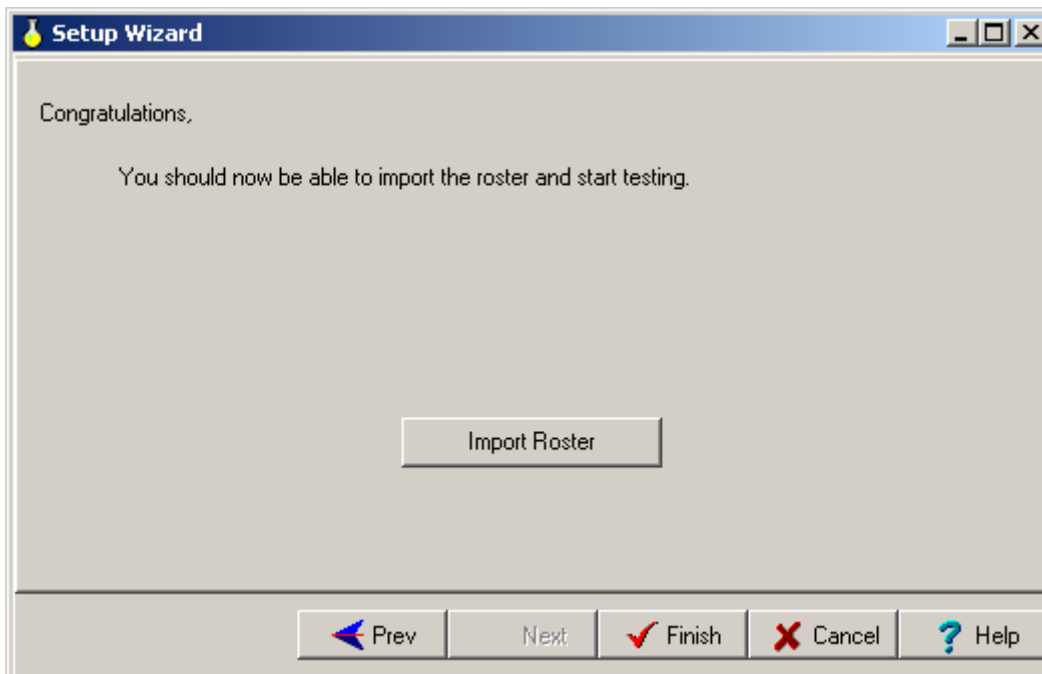 Setup Wizard
Congratulations,
You should now be able to import the roster and start testing.
Import Roster
Prev Next Finish Cancel Help